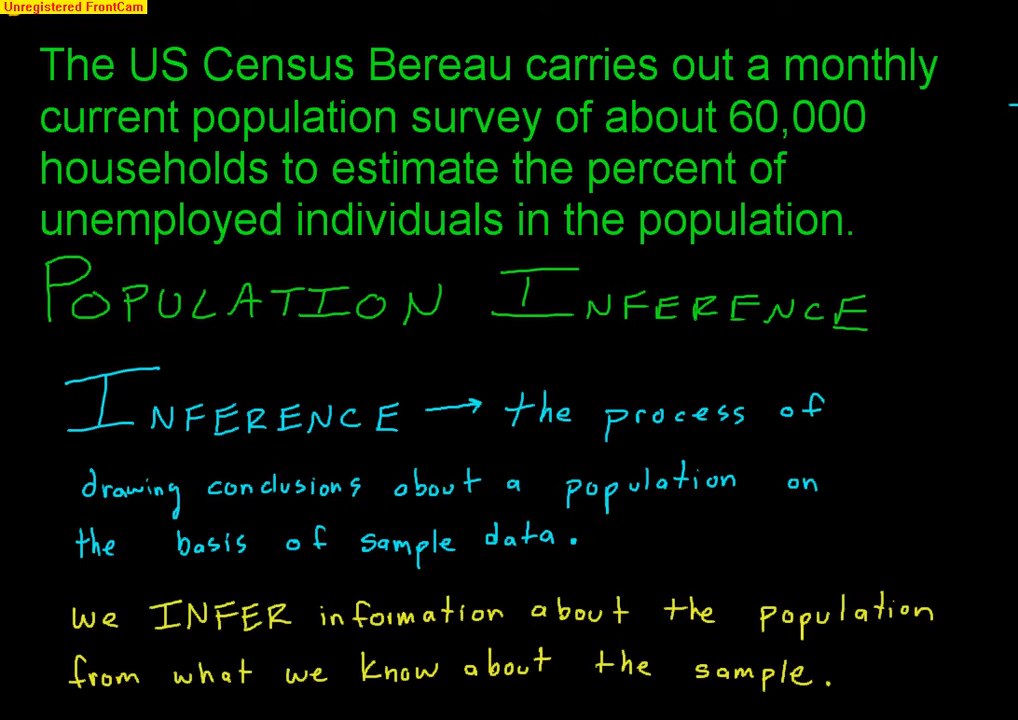 Unregistered FrontCam
The US Census Bereau carries out a monthly
current population survey of about 60,000
households to estimate the percent of
unemployed individuals in the population.
POPULATION INFERENCE
INFERENCE → the process of
drawing conclusions about a population on
the basis of sample data.
we INFER information about the population
from what we know about the sample.